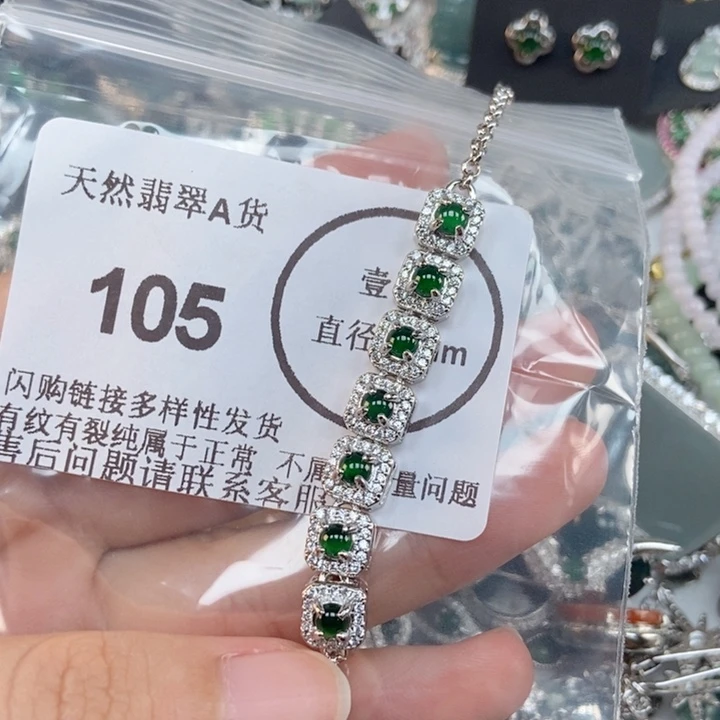 天然翡翠A货
105
壹
直径 m
闪购链接多样性发货
有纹有裂纯属于正常 不属 量问题
售后问题请联系客服